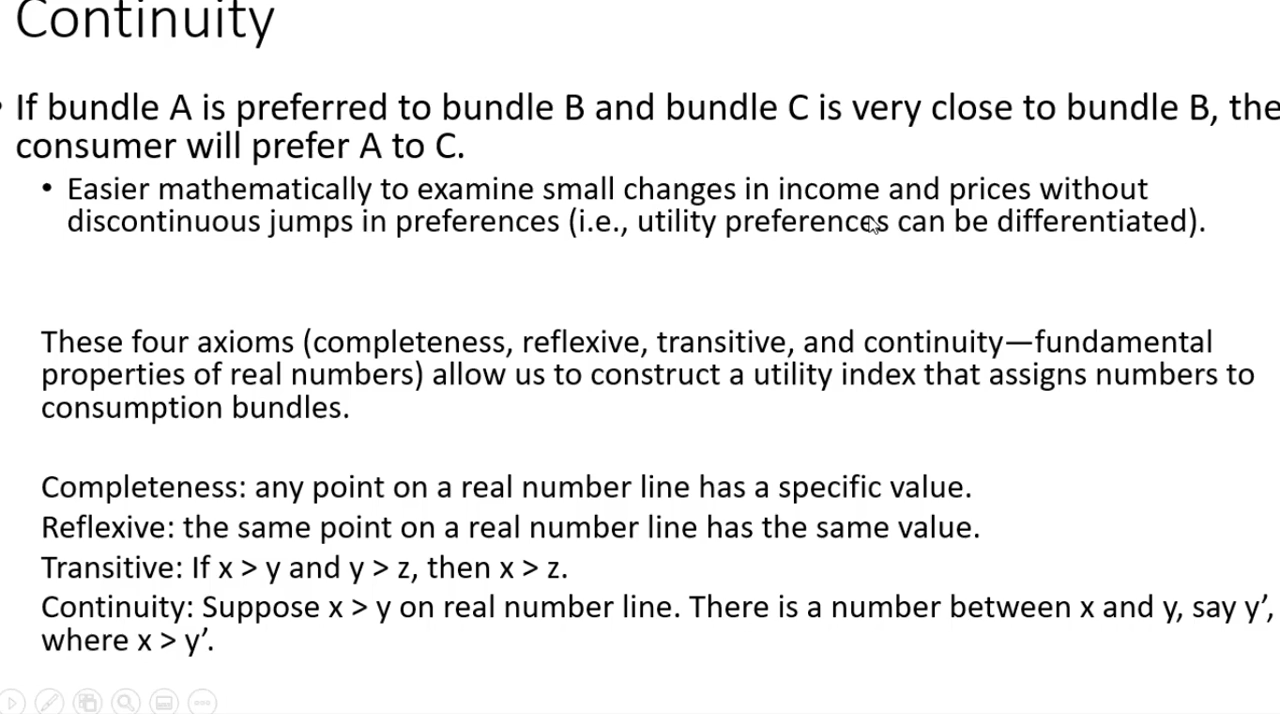 Continuity
• If bundle A is preferred to bundle B and bundle C is very close to bundle B, the
consumer will prefer A to C.
• Easier mathematically to examine small changes in income and prices without
discontinuous jumps in preferences (i.e., utility preferences can be differentiated).
These four axioms (completeness, reflexive, transitive, and continuity—fundamental
properties of real numbers) allow us to construct a utility index that assigns numbers to
consumption bundles.
Completeness: any point on a real number line has a specific value.
Reflexive: the same point on a real number line has the same value.
Transitive: If x > y and y > z, then x > z.
Continuity: Suppose x > y on real number line. There is a number between x and y, say y’,
where x > y’.